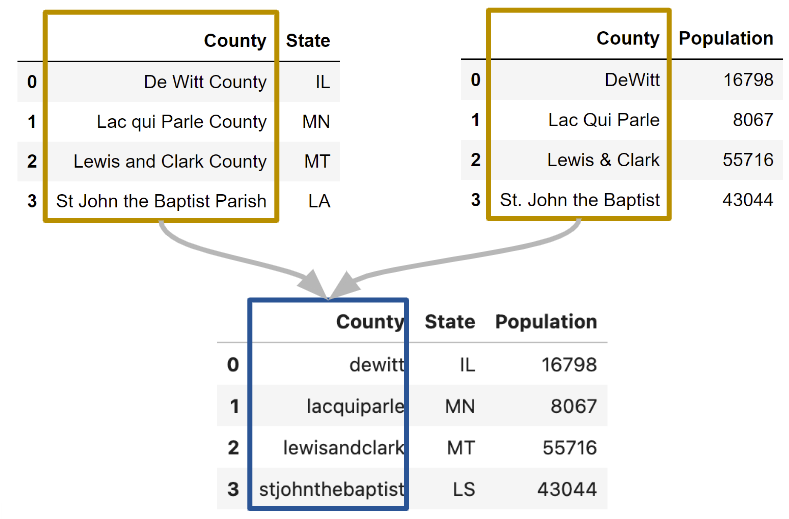 County State
0 De Witt County IL
1 Lac qui Parle County MN
2 Lewis and Clark County MT
3 St John the Baptist Parish LA
County Population
0 DeWitt 16798
1 Lac Qui Parle 8067
2 Lewis & Clark 55716
3 St. John the Baptist 43044
County State Population
0 dewitt IL 16798
1 lacquiparle MN 8067
2 lewisandclark MT 55716
3 stjohnthebaptist LS 43044